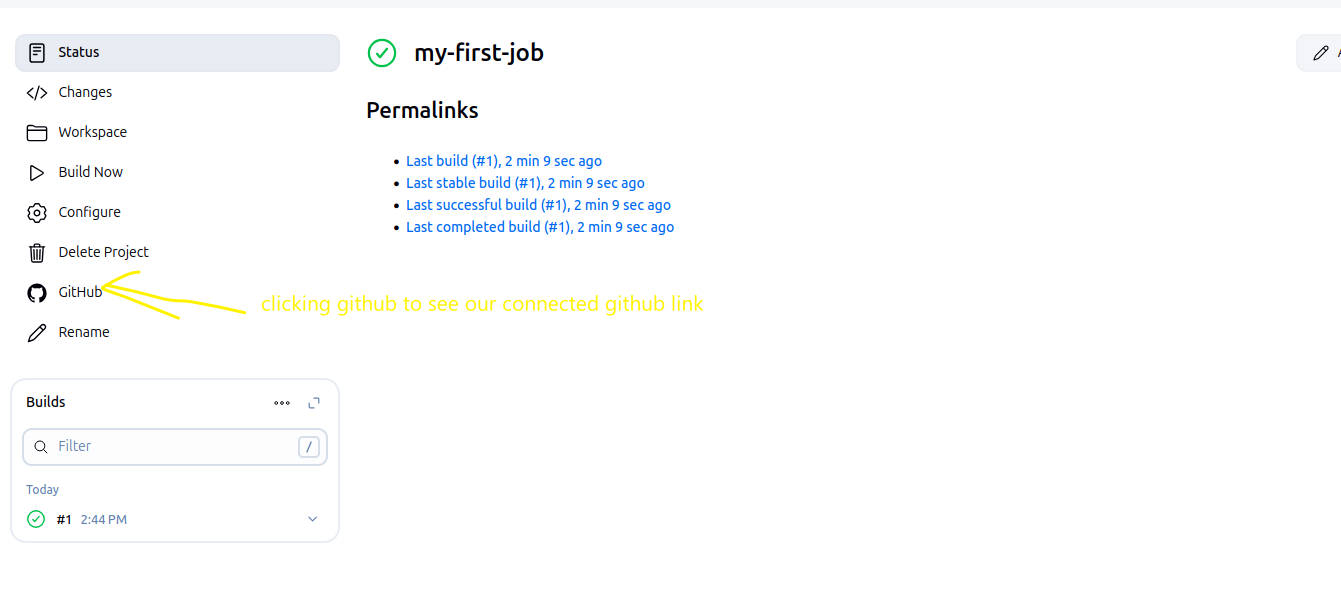 Status
Changes
Workspace
Build Now
Configure
Delete Project
GitHub
Rename
my-first-job
Permalinks
Last build (#1), 2 min 9 sec ago
Last stable build (#1), 2 min 9 sec ago
Last successful build (#1), 2 min 9 sec ago
Last completed build (#1), 2 min 9 sec ago
clicking github to see our connected github link
Builds
Filter /
Today
#1 2:44 PM